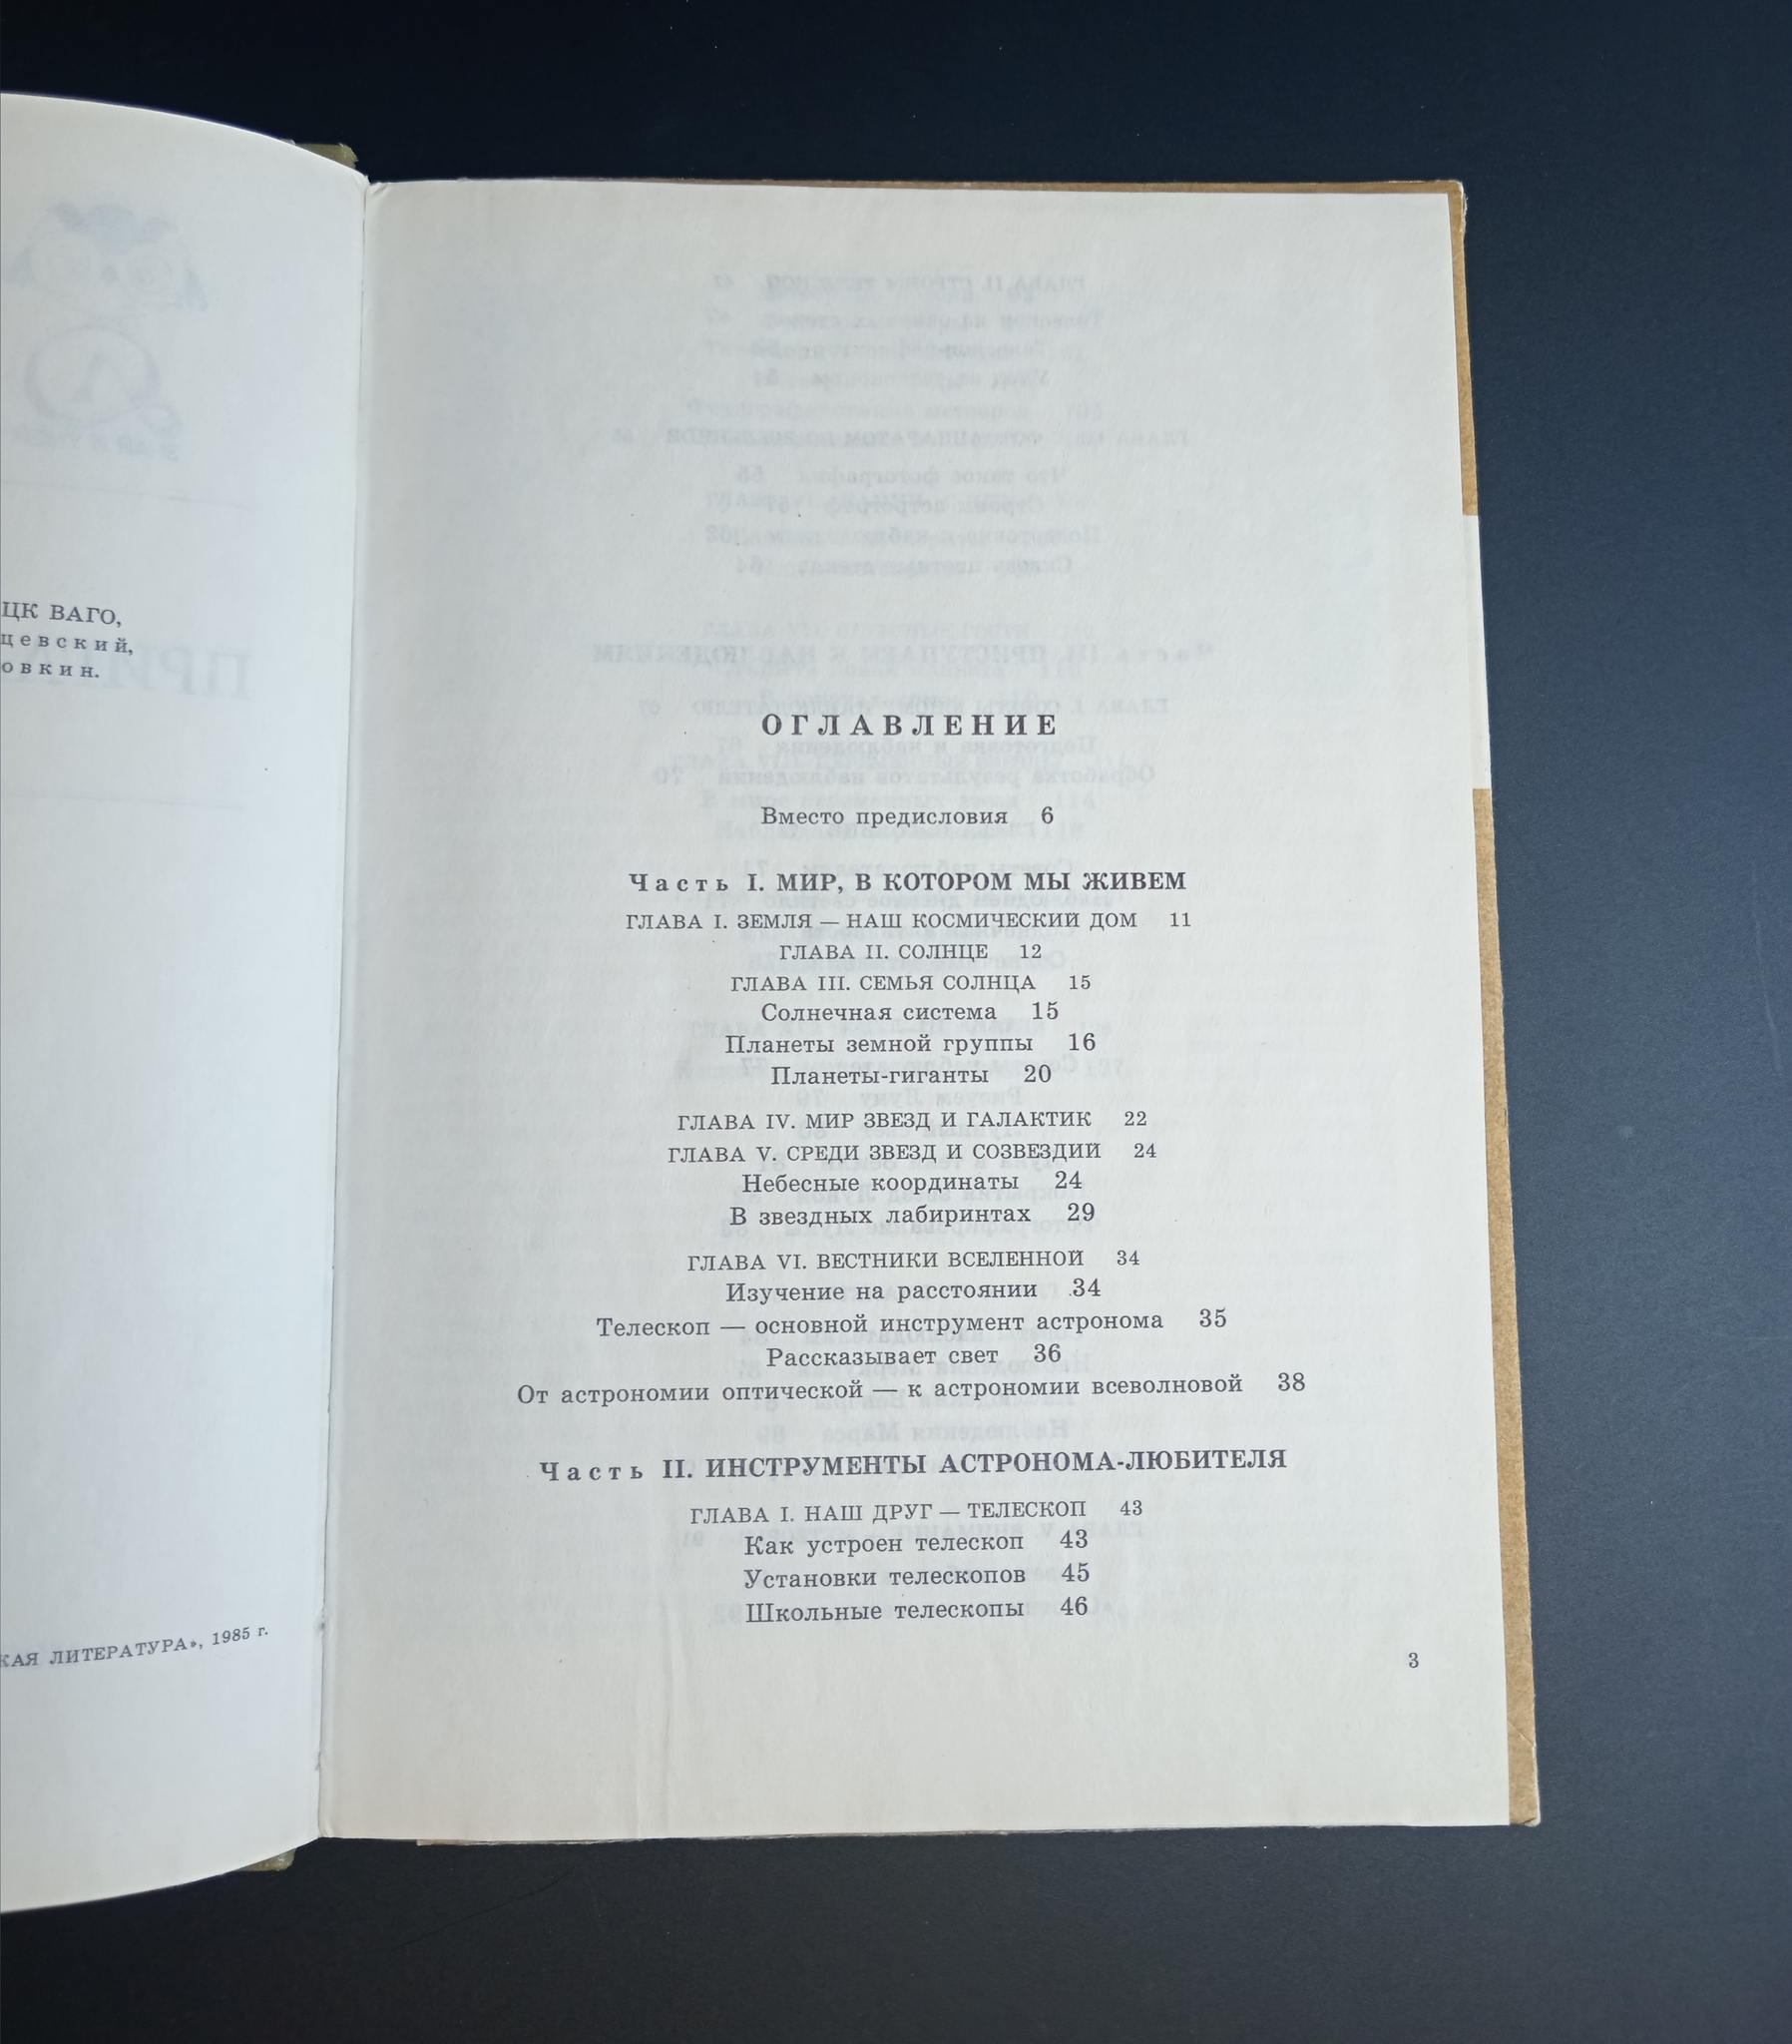 ЦК ВАГО,
цевский,
овкин.
КАЯ ЛИТЕРАТУРА», 1985 г.
ОГЛАВЛЕНИЕ
Вместо предисловия 6
Часть I. МИР, В КОТОРОМ МЫ ЖИВЕМ
ГЛАВА I. ЗЕМЛЯ — НАШ КОСМИЧЕСКИЙ ДОМ 11
ГЛАВА II. СОЛНЦЕ 12
ГЛАВА III. СЕМЬЯ СОЛНЦА 15
Солнечная система 15
Планеты земной группы 16
Планеты-гиганты 20
ГЛАВА IV. МИР ЗВЕЗД И ГАЛАКТИК 22
ГЛАВА V. СРЕДИ ЗВЕЗД И СОЗВЕЗДИЙ 24
Небесные координаты 24
В звездных лабиринтах 29
ГЛАВА VI. ВЕСТНИКИ ВСЕЛЕННОЙ 34
Изучение на расстоянии 34
Телескоп — основной инструмент астронома 35
Рассказывает свет 36
От астрономии оптической — к астрономии всеволновой 38
Часть II. ИНСТРУМЕНТЫ АСТРОНОМА-ЛЮБИТЕЛЯ
ГЛАВА I. НАШ ДРУГ — ТЕЛЕСКОП 43
Как устроен телескоп 43
Установки телескопов 45
Школьные телескопы 46
3